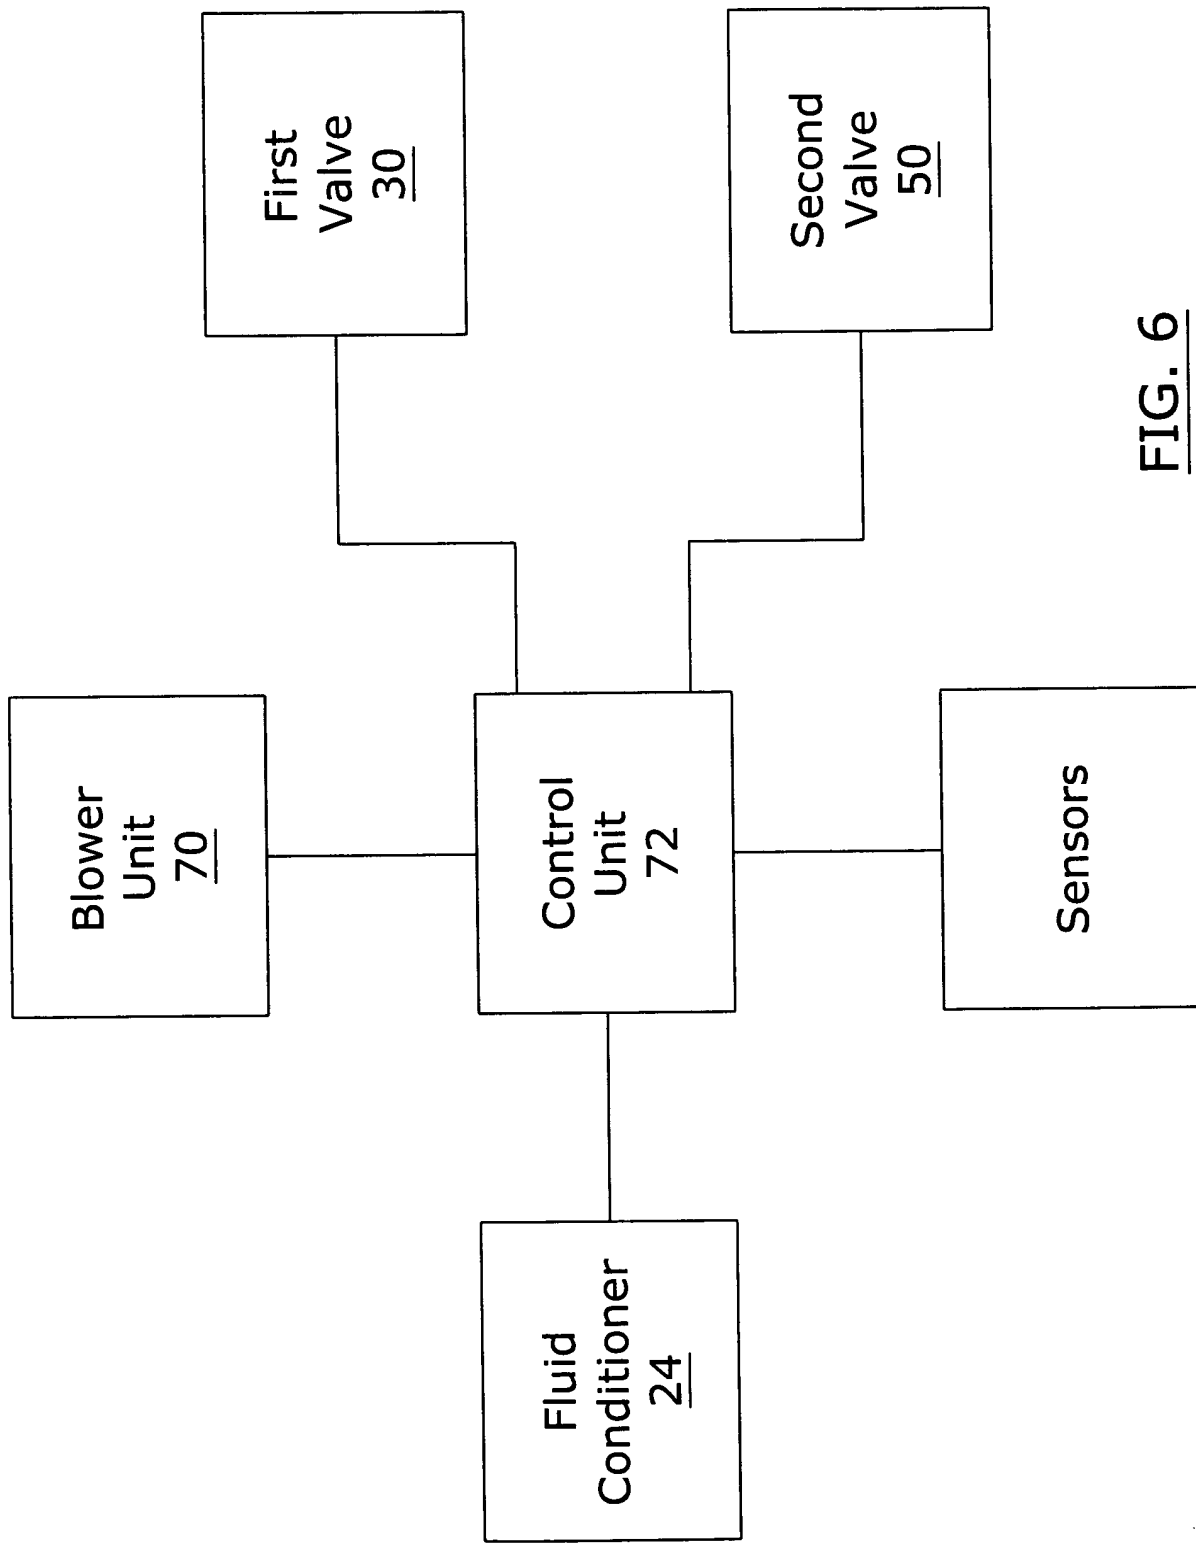 Blower
Unit
70
First
Valve
30
Control
Unit
72
Fluid
Conditioner
24
Second
Valve
50
Sensors
FIG. 6